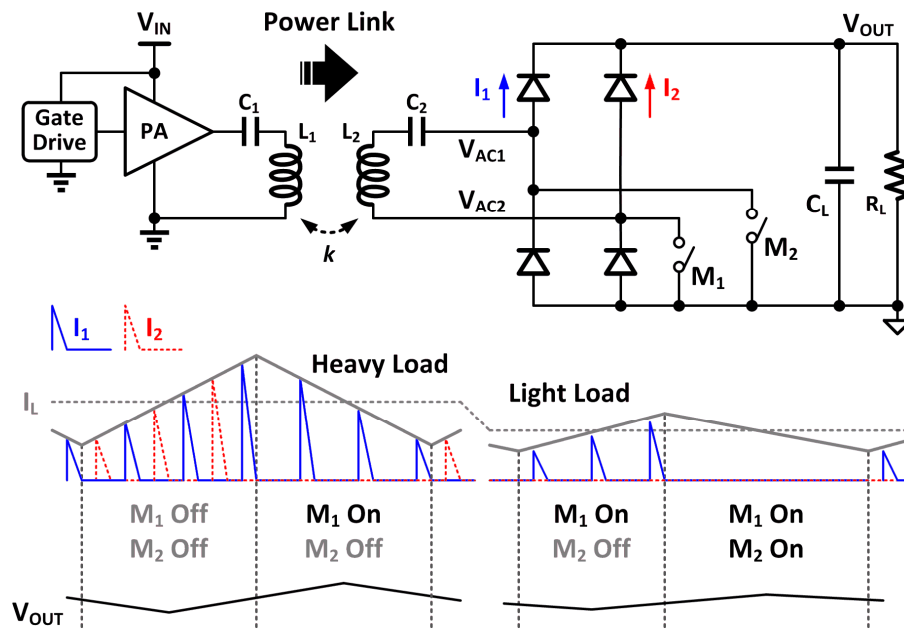 V_IN
Power Link
V_OUT
Gate
Drive
PA
C_1
L_1
L_2
C_2
V_AC1
V_AC2
k
I_1
I_2
M_1
M_2
C_L
R_L
I_1
I_2
Heavy Load
Light Load
I_L
M_1 Off
M_2 Off
M_1 On
M_2 Off
M_1 On
M_2 Off
M_1 On
M_2 On
V_OUT